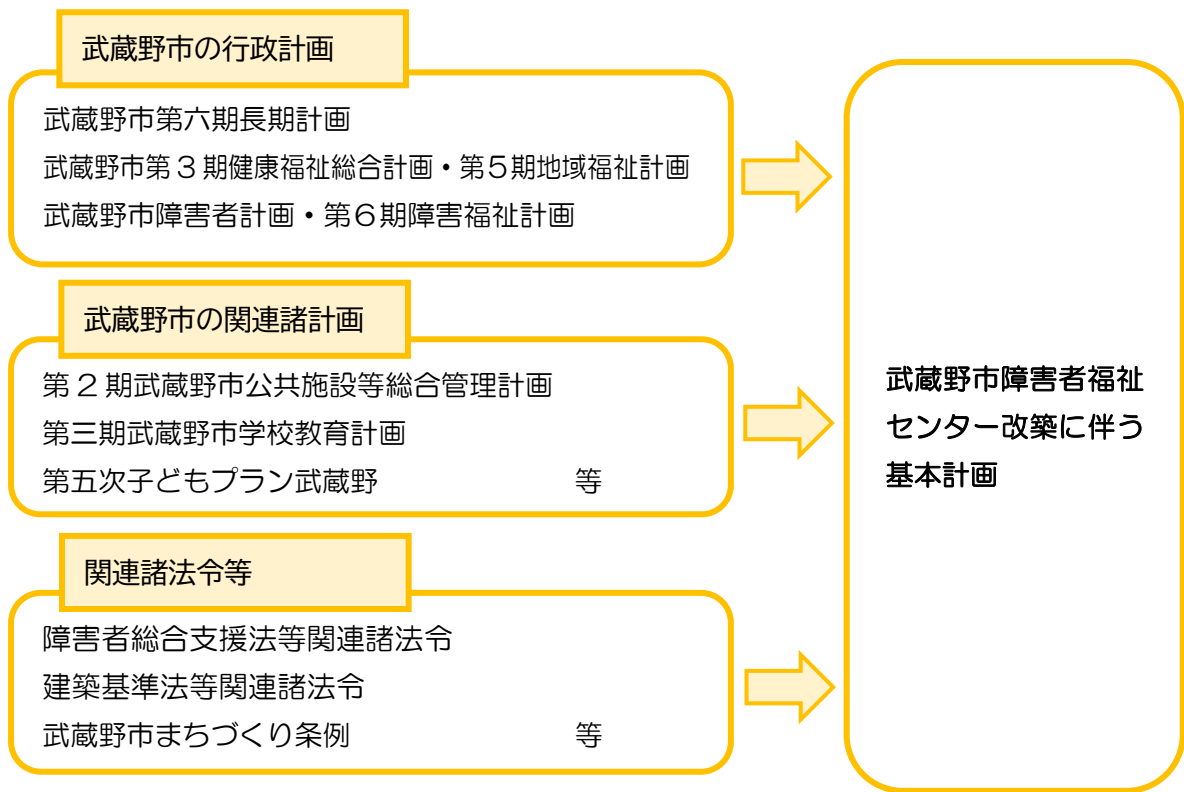 武蔵野市の行政計画
武蔵野市第六期長期計画
武蔵野市第3期健康福祉総合計画・第5期地域福祉計画
武蔵野市障害者計画・第6期障害福祉計画
武蔵野市の関連諸計画
第2期武蔵野市公共施設等総合管理計画
第三期武蔵野市学校教育計画
第五次子どもプラン武蔵野 等
関連諸法令等
障害者総合支援法等関連諸法令
建築基準法等関連諸法令
武蔵野市まちづくり条例 等
武蔵野市障害者福祉
センター改築に伴う
基本計画